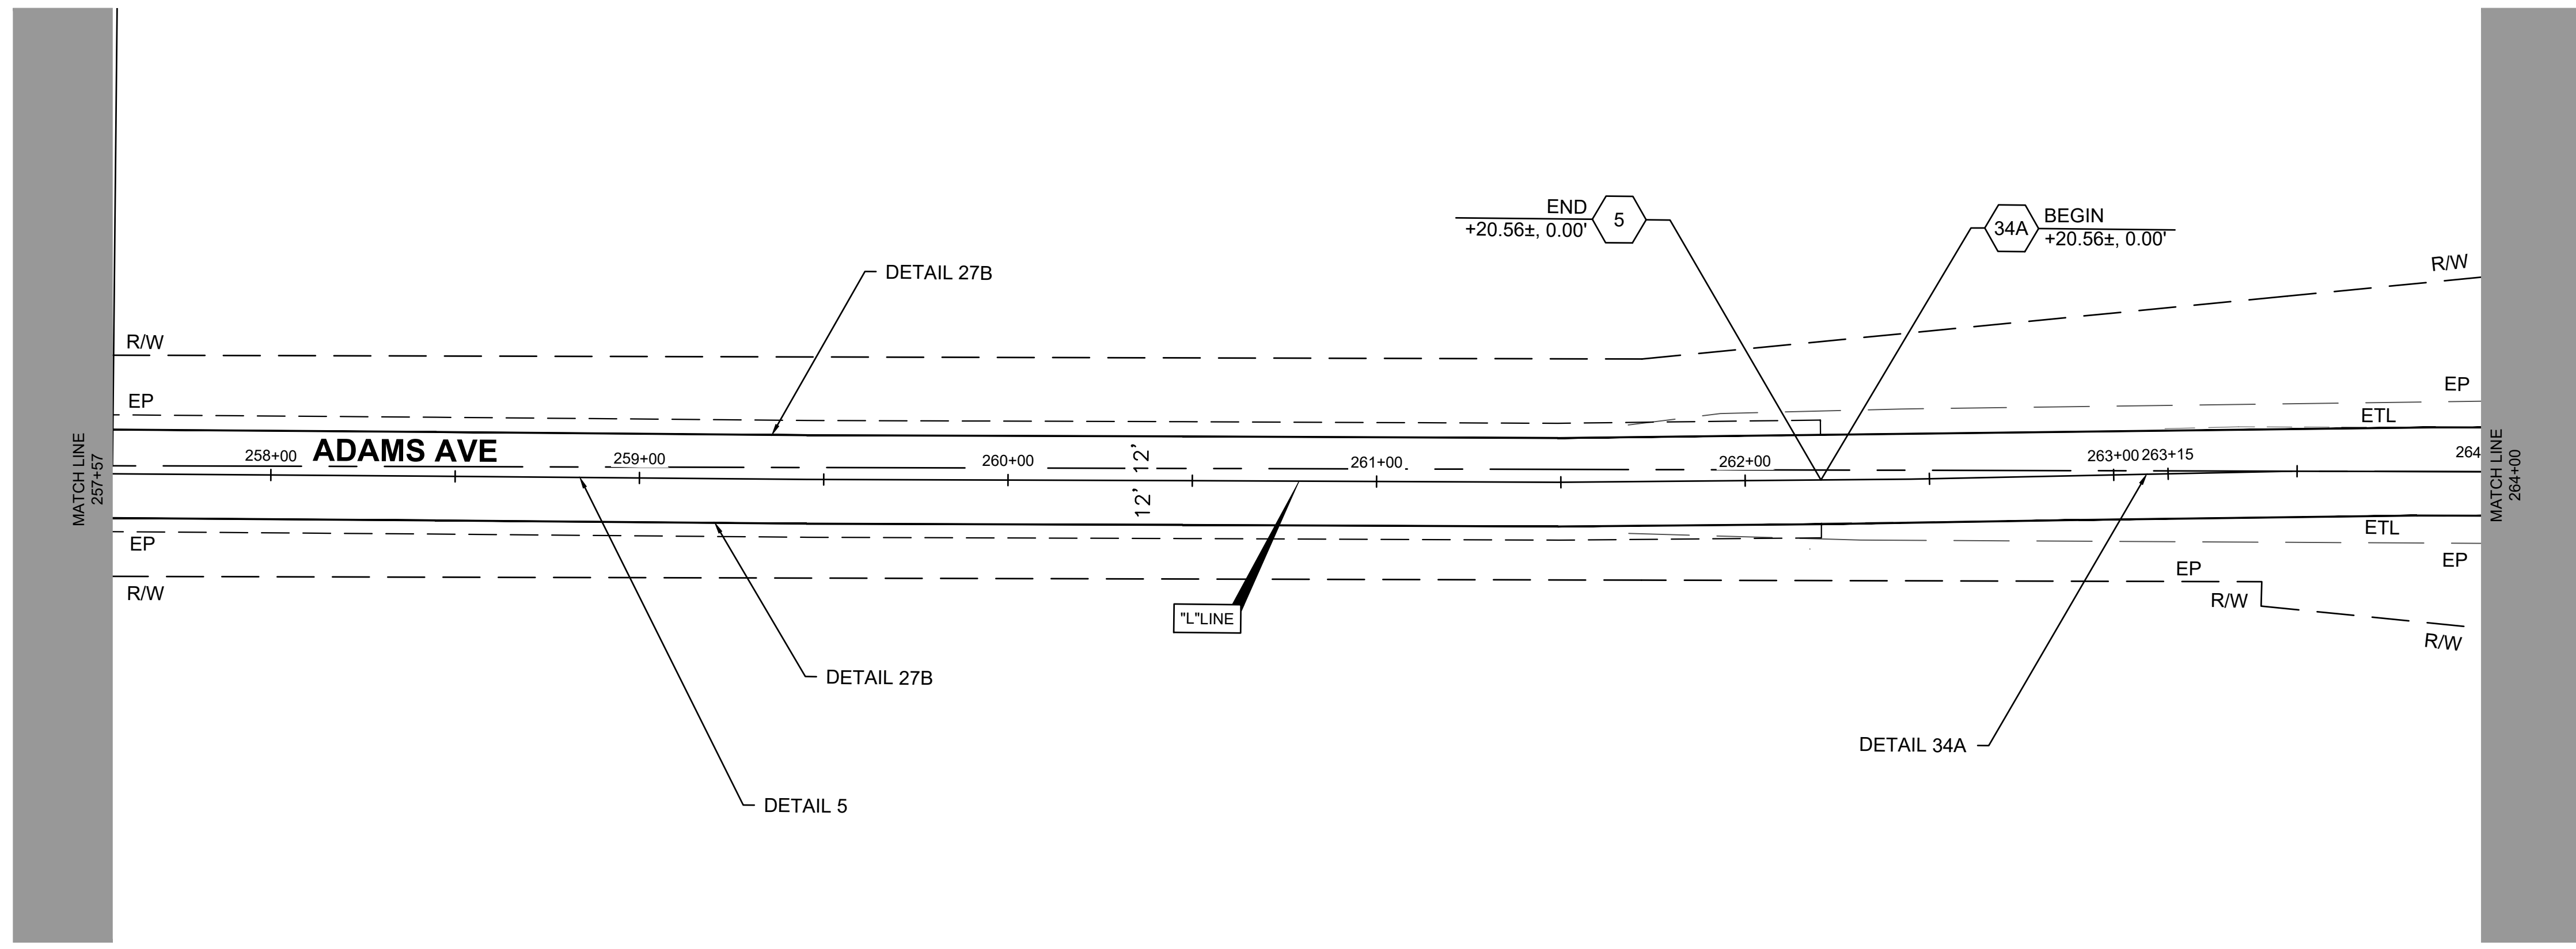 END
5
+20.56±, 0.00'
34A
BEGIN
+20.56±, 0.00'
DETAIL 27B
R/W
R/W
EP
EP
ETL
MATCH LINE
257+57
258+00
ADAMS AVE
259+00
260+00
12'
12'
261+00
262+00
263+00
263+15
264
MATCH LINE
264+00
EP
ETL
EP
EP
R/W
R/W
R/W
"L"LINE
DETAIL 27B
DETAIL 34A
DETAIL 5